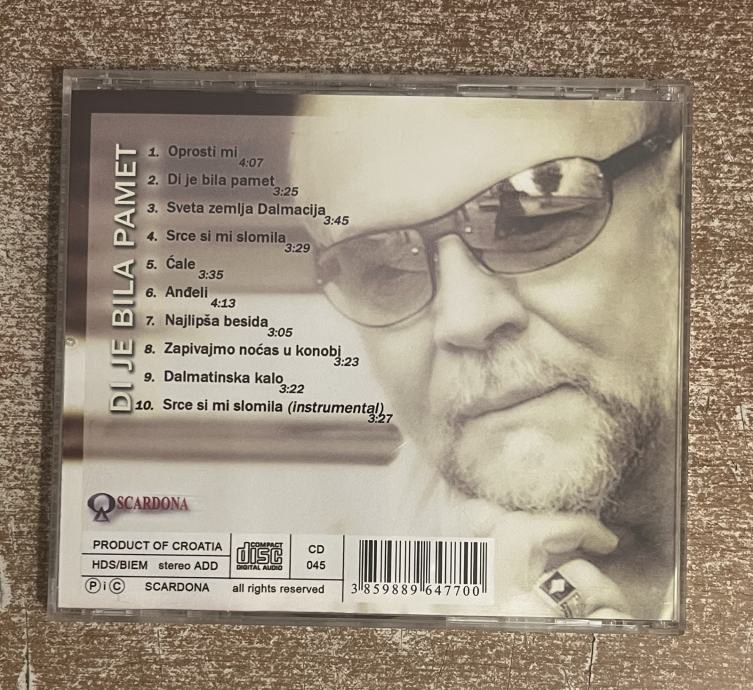 DI JE BILA PAMET
1. Oprosti mi 4:07
2. Di je bila pamet 3:25
3. Sveta zemlja Dalmacija 3:45
4. Srce si mi slomila 3:29
5. Ćale 3:35
6. Anđeli 4:13
7. Najlipša besida 3:05
8. Zapivajmo noćas u konobi 3:23
9. Dalmatinska kalo 3:22
10. Srce si mi slomila (instrumental) 3:27
SCARDONA
PRODUCT OF CROATIA
HDS/BIEM stereo ADD
COMPACT
disc
DIGITAL AUDIO
CD
045
Ⓟ i Ⓒ SCARDONA all rights reserved
3 859889 647700